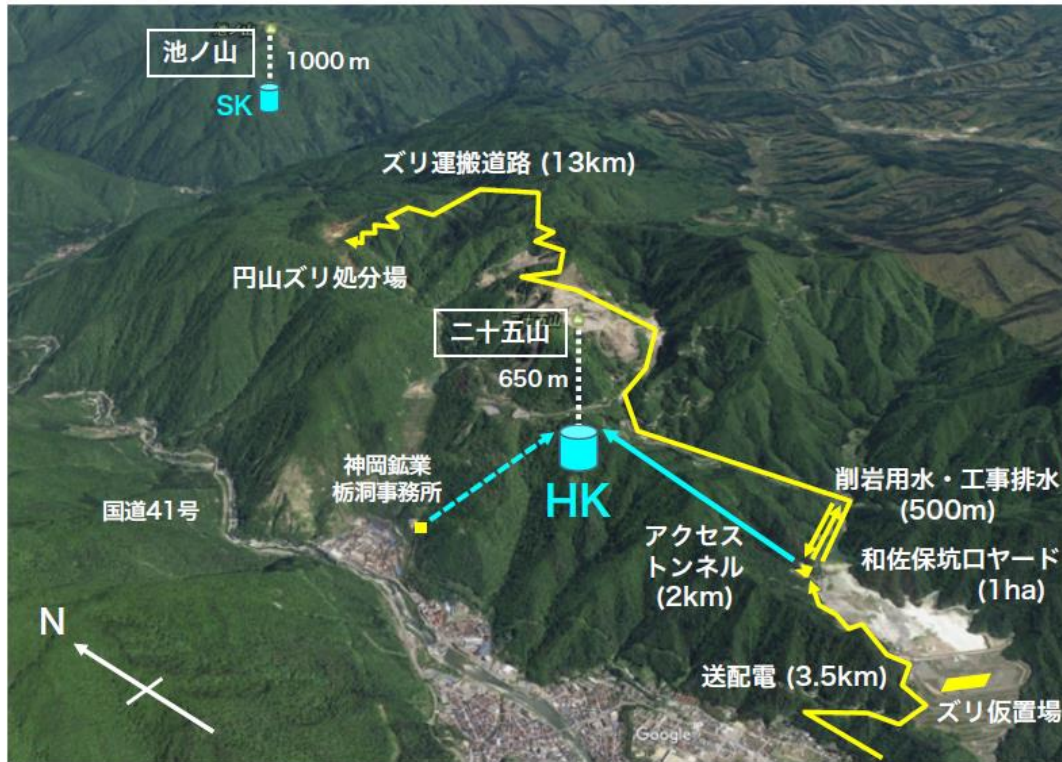 池ノ山
1000 m
SK
ズリ運搬道路 (13km)
円山ズリ処分場
二十五山
650 m
神岡鉱業
栃洞事務所
HK
国道41号
削岩用水・工事排水
(500m)
アクセス
トンネル
(2km)
和佐保坑口ヤード
(1ha)
N
送配電 (3.5km)
ズリ仮置場
Google